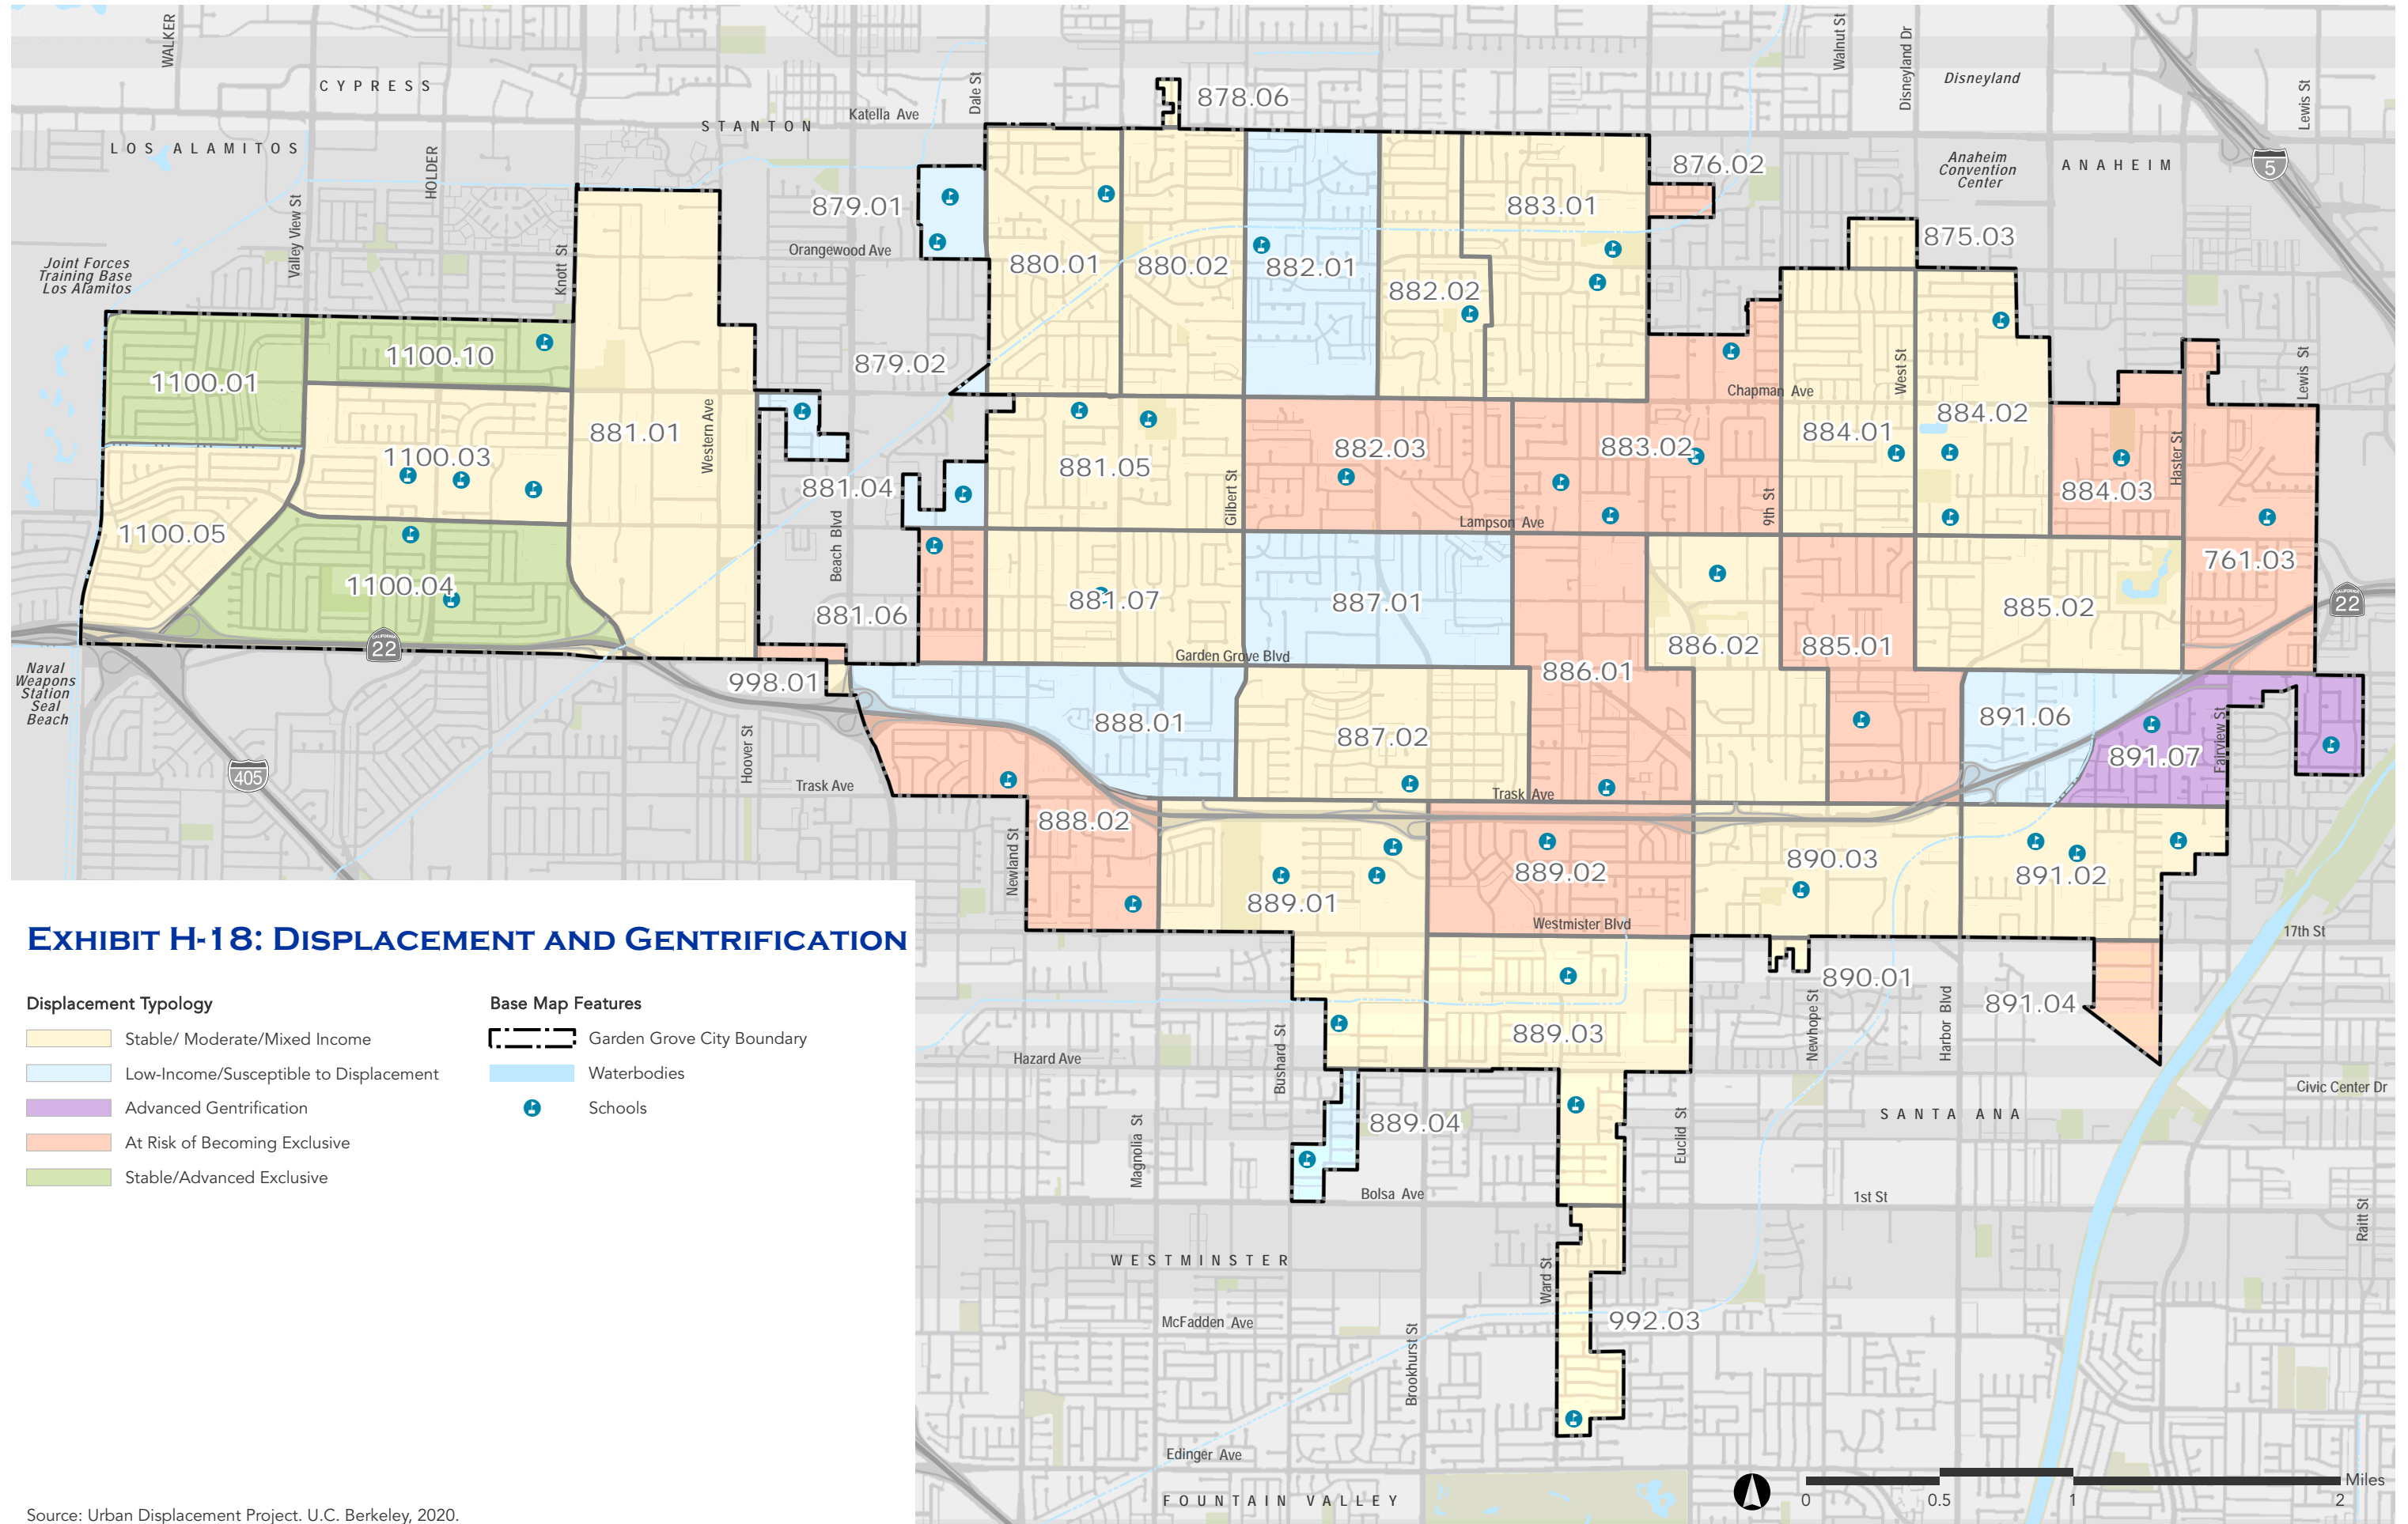 WALKER
CYPRESS
LOS ALAMITOS
HOLDER
Valley View St
Knott St
STANTON
Katella Ave
Dale St
878.06
Walnut St
Disneyland Dr
Disneyland
Lewis St
5
876.02
Anaheim
Convention
Center
ANAHEIM
Joint Forces
Training Base
Los Alamitos
879.01
Orangewood Ave
880.01
880.02
882.01
882.02
883.01
875.03
1100.01
1100.10
879.02
Chapman Ave
West St
Lewis St
1100.03
881.01
Western Ave
881.04
881.05
Gilbert St
882.03
883.02
884.01
884.02
884.03
Haster St
1100.05
Beach Blvd
Lampson Ave
9th St
761.03
1100.04
881.06
881.07
887.01
886.01
886.02
885.01
885.02
22
22
Garden Grove Blvd
Naval
Weapons
Station
Seal
Beach
998.01
888.01
887.02
891.06
891.07
Fairview St
405
Hoover St
Trask Ave
Trask Ave
888.02
Newland St
889.01
889.02
890.03
891.02
Westmister Blvd
17th St
EXHIBIT H-18: DISPLACEMENT AND GENTRIFICATION
Displacement Typology
Stable/ Moderate/Mixed Income
Low-Income/Susceptible to Displacement
Advanced Gentrification
At Risk of Becoming Exclusive
Stable/Advanced Exclusive
Base Map Features
Garden Grove City Boundary
Waterbodies
Schools
890.01
Newhope St
Harbor Blvd
891.04
889.03
Hazard Ave
Bushard St
Civic Center Dr
SANTA ANA
Magnolia St
889.04
Euclid St
Bolsa Ave
1st St
Raitt St
WESTMINSTER
Ward St
McFadden Ave
992.03
Brookhurst St
Edinger Ave
FOUNTAIN VALLEY
0
0.5
1
2
Miles
Source: Urban Displacement Project. U.C. Berkeley, 2020.